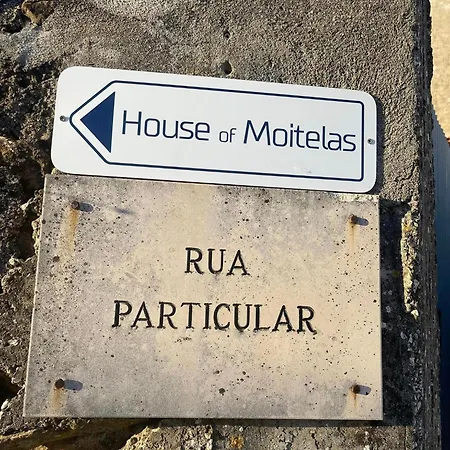 House of Moitelas
RUA
PARTICULAR